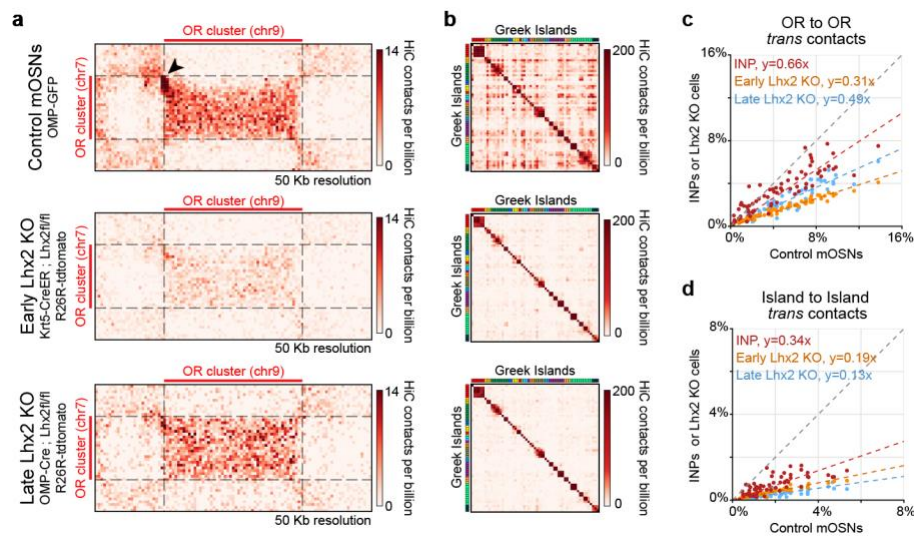 a
OR cluster (chr9)
Control mOSNs
OMP-GFP
OR cluster (chr7)
14
0
HiC contacts
per billion
50 Kb resolution
OR cluster (chr9)
Early Lhx2 KO
Krt5-CreER ; Lhx2fl/fl
R26R-tdtomato
OR cluster (chr7)
14
0
HiC contacts
per billion
50 Kb resolution
OR cluster (chr9)
Late Lhx2 KO
OMP-Cre ; Lhx2fl/fl
R26R-tdtomato
OR cluster (chr7)
14
0
HiC contacts
per billion
50 Kb resolution
b
Greek Islands
Greek Islands
200
0
HiC contacts per billion
Greek Islands
Greek Islands
200
0
HiC contacts per billion
Greek Islands
Greek Islands
200
0
HiC contacts per billion
c
OR to OR
trans contacts
16%
INP, y=0.66x
Early Lhx2 KO, y=0.31x
Late Lhx2 KO, y=0.49x
8%
0%
INPs or Lhx2 KO cells
0%
8%
16%
Control mOSNs
d
Island to Island
trans contacts
8%
INP, y=0.34x
Early Lhx2 KO, y=0.19x
Late Lhx2 KO, y=0.13x
4%
0%
INPs or Lhx2 KO cells
0%
4%
8%
Control mOSNs